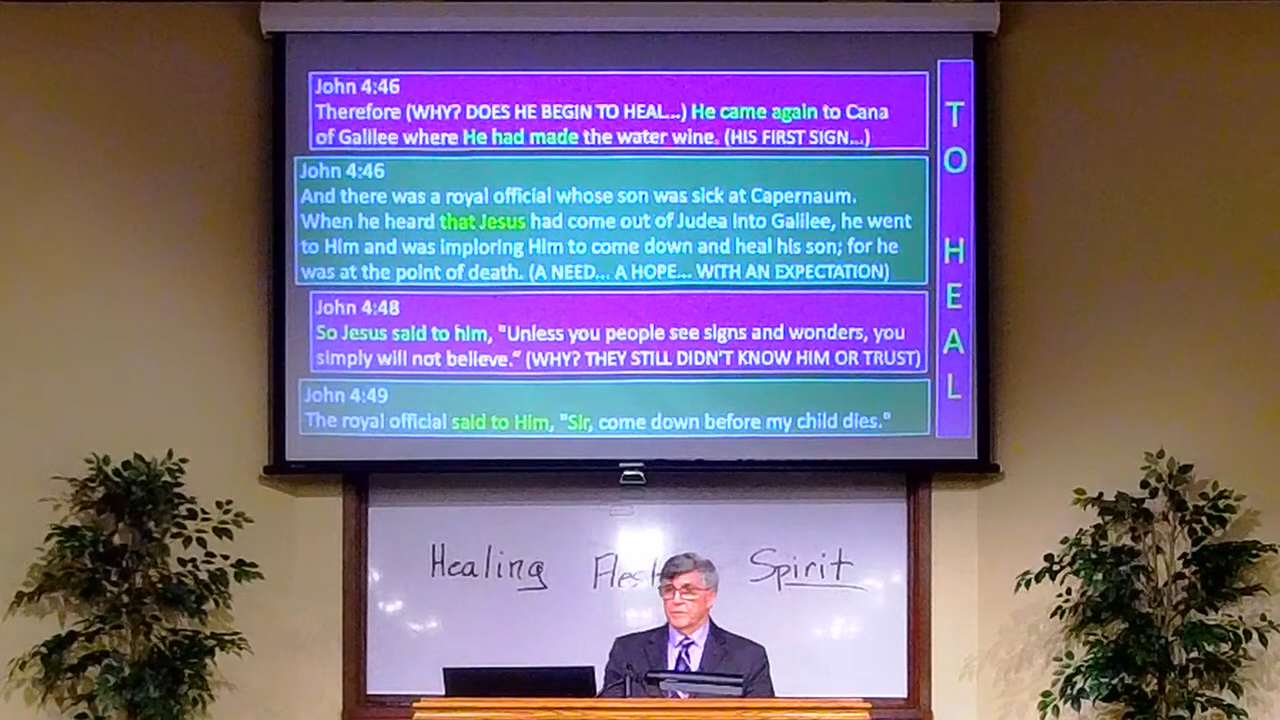 John 4:46
Therefore (WHY? DOES HE BEGIN TO HEAL...) He came again to Cana
of Galilee where He had made the water wine. (HIS FIRST SIGN...)
John 4:46
And there was a royal official whose son was sick at Capernaum.
When he heard that Jesus had come out of Judea into Galilee, he went
to Him and was imploring Him to come down and heal his son; for he
was at the point of death. (A NEED... A HOPE... WITH AN EXPECTATION)
John 4:48
So Jesus said to him, "Unless you people see signs and wonders, you
simply will not believe." (WHY? THEY STILL DIDN'T KNOW HIM OR TRUST)
John 4:49
The royal official said to Him, "Sir, come down before my child dies."
TO HEAL
Healing Flesh Spirit